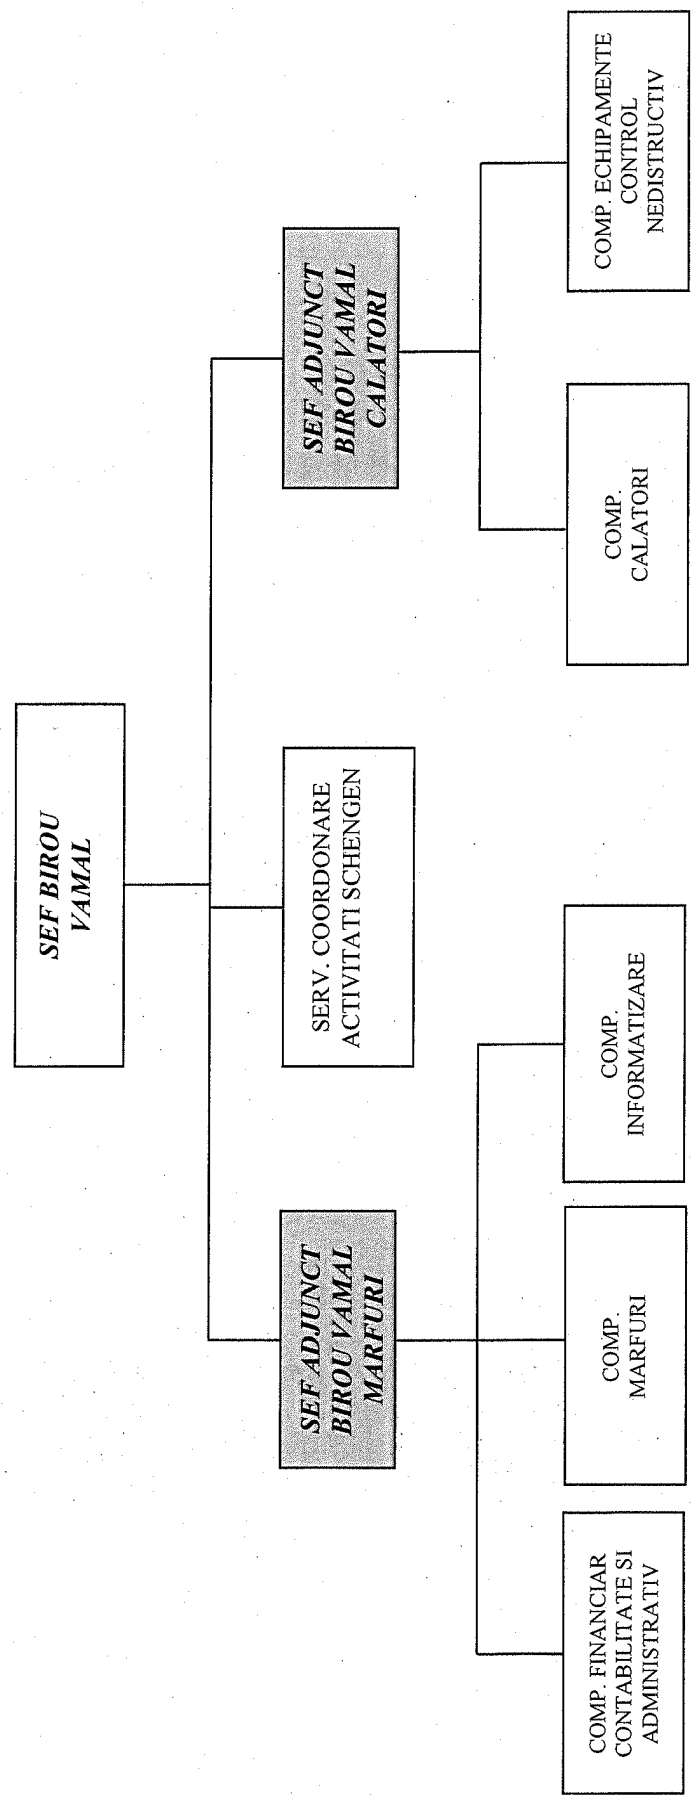 SEF BIROU
VAMAL
SEF ADJUNCT
BIROU VAMAL
MARFURI
SERV. COORDONARE
ACTIVITATI SCHENGEN
SEF ADJUNCT
BIROU VAMAL
CALATORI
COMP. FINANCIAR
CONTABILITATE SI
ADMINISTRATIV
COMP.
MARFURI
COMP.
INFORMATIZARE
COMP.
CALATORI
COMP. ECHIPAMENTE
CONTROL
NEDISTRUCTIV